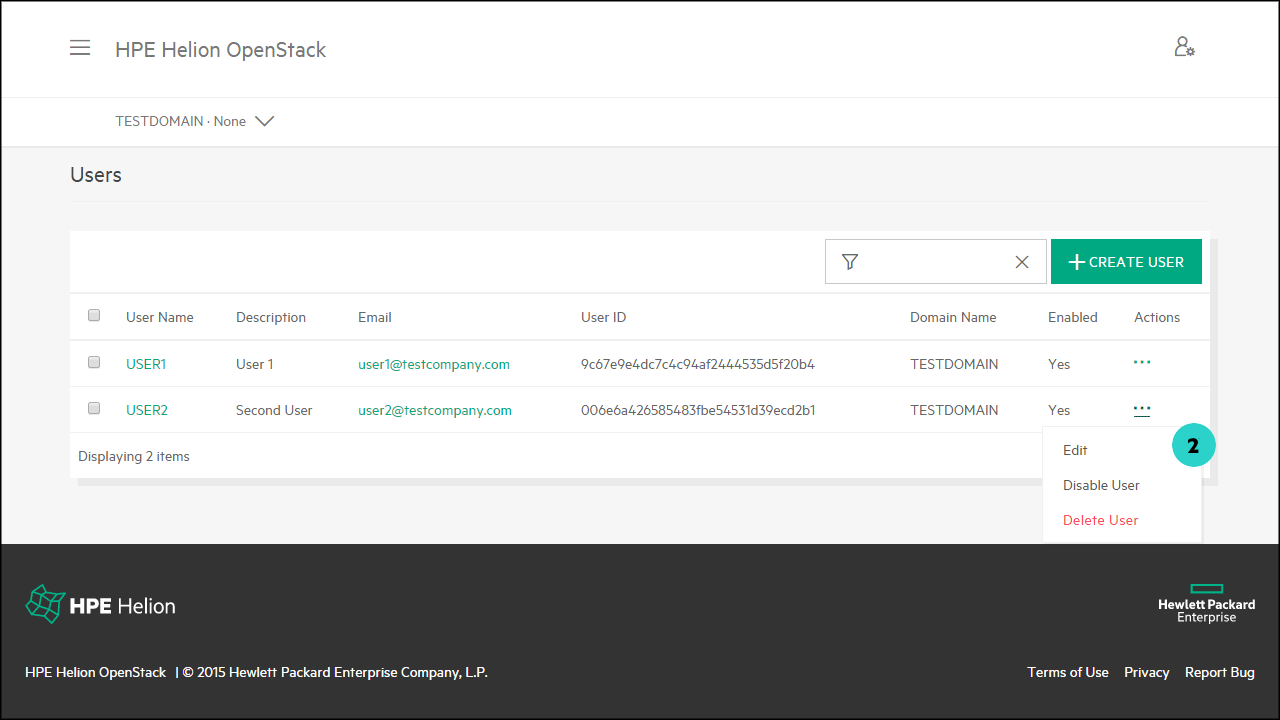 HPE Helion OpenStack
TESTDOMAIN · None
Users
CREATE USER
User Name Description Email User ID Domain Name Enabled Actions
USER1 User 1 user1@testcompany.com 9c67e9e4dc7c4c94af2444535d5f20b4 TESTDOMAIN Yes ...
USER2 Second User user2@testcompany.com 006e6a426585483fbe54531d39ecd2b1 TESTDOMAIN Yes ...
Displaying 2 items
Edit
2
Disable User
Delete User
HPE Helion
Hewlett Packard
Enterprise
HPE Helion OpenStack | © 2015 Hewlett Packard Enterprise Company, L.P.
Terms of Use Privacy Report Bug